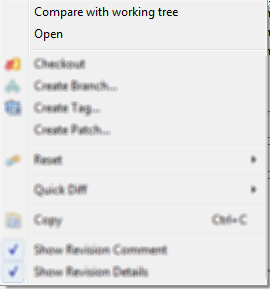 Compare with working tree
Open
Checkout
Create Branch...
Create Tag...
Create Patch...
Reset
Quick Diff
Copy Ctrl+C
Show Revision Comment
Show Revision Details